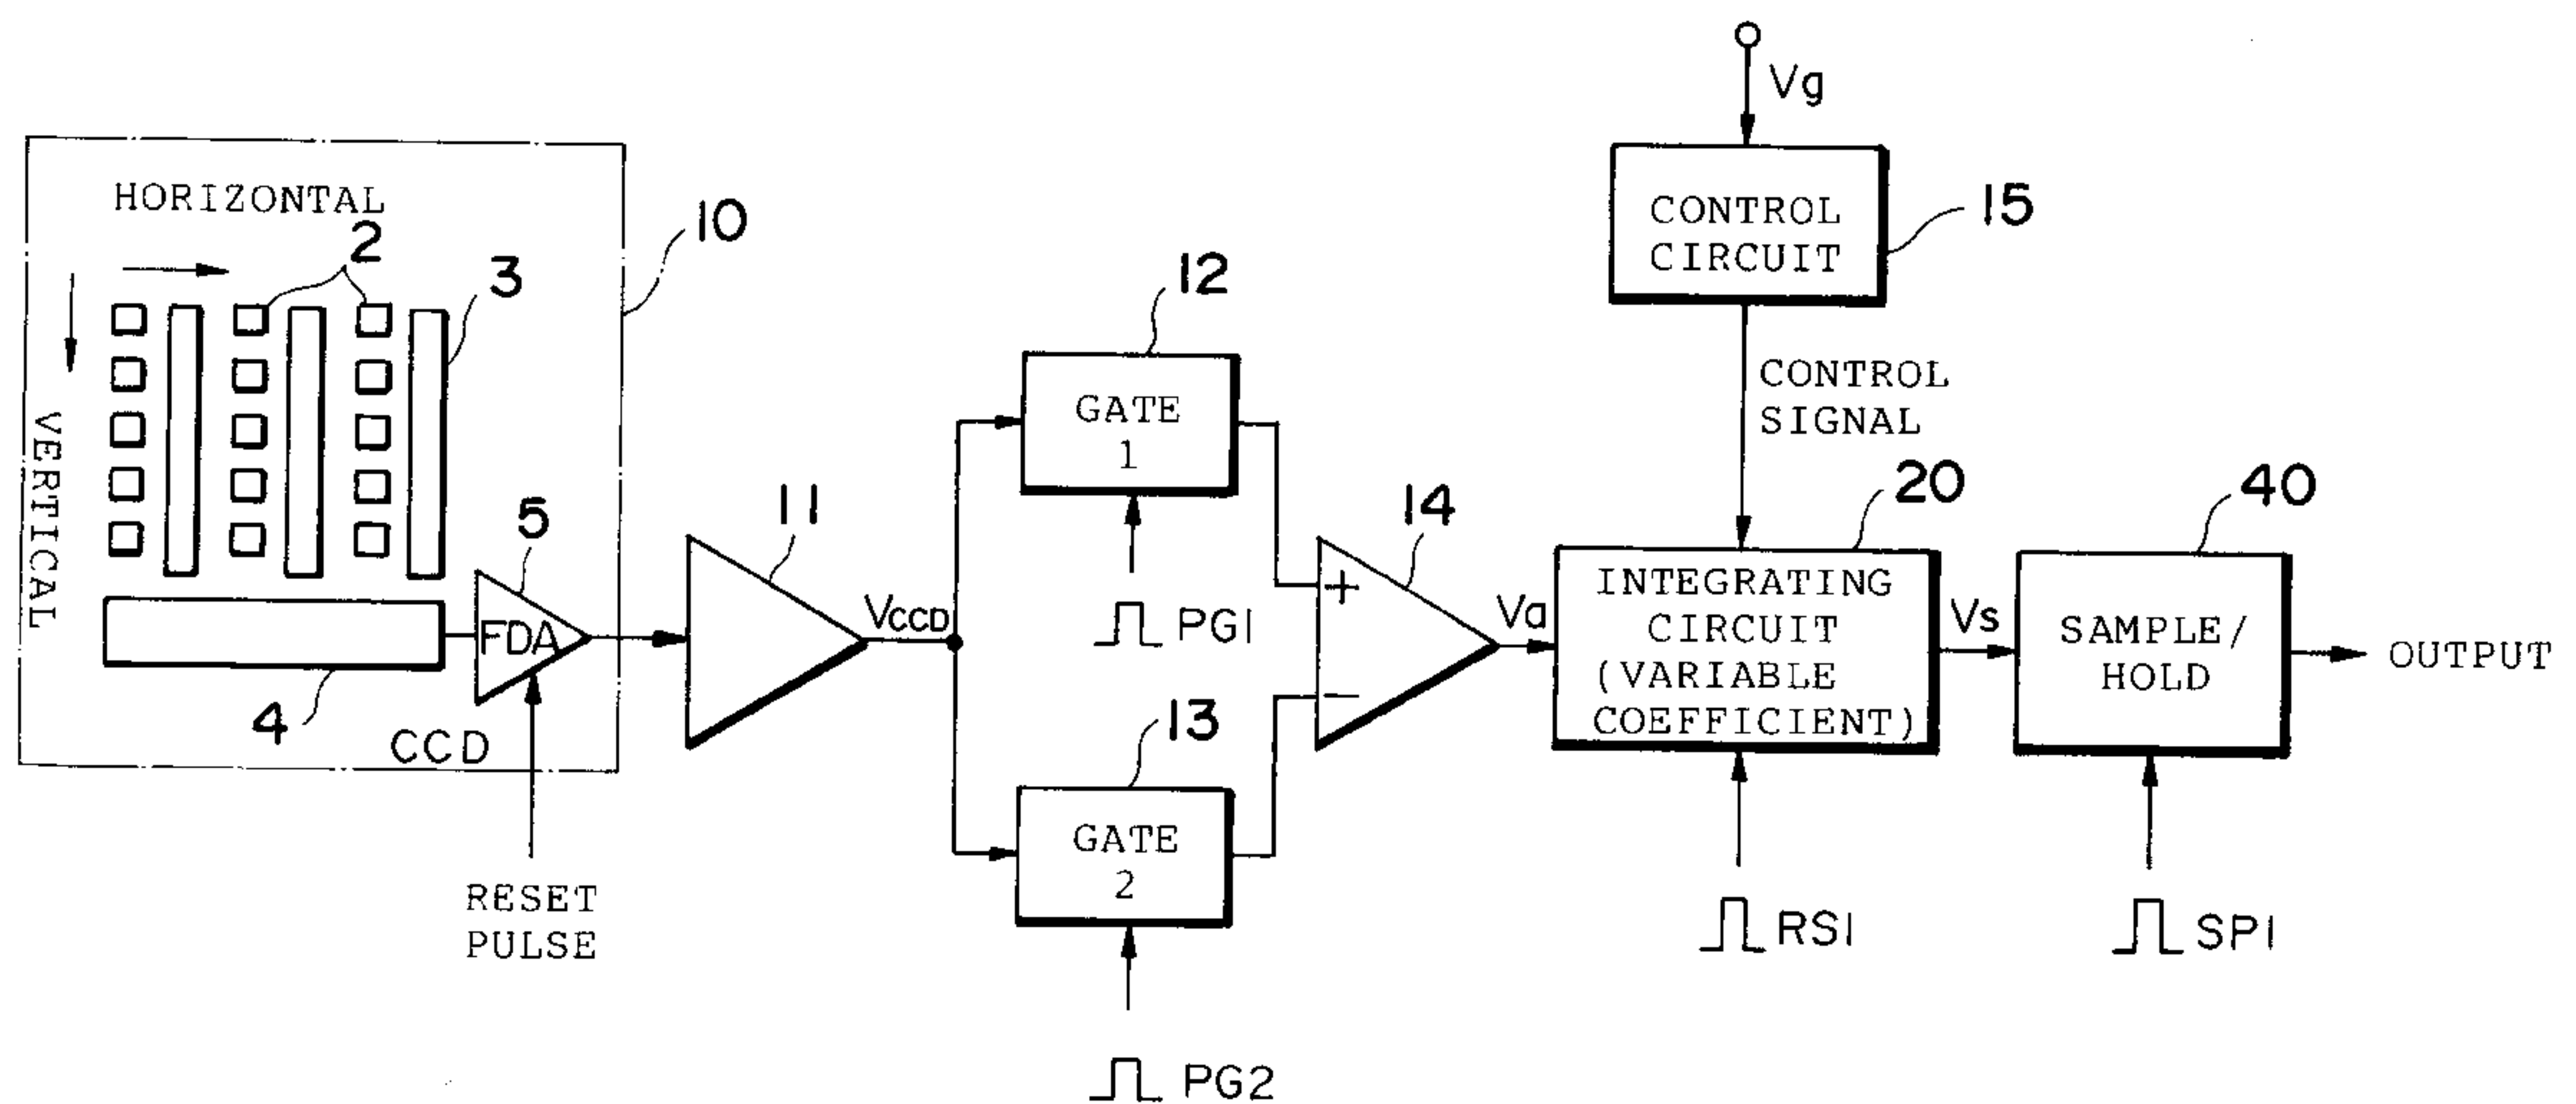 HORIZONTAL
VERTICAL
2
3
10
5
FDA
4
CCD
RESET
PULSE
11
VCCD
12
GATE
1
PG1
13
GATE
2
PG2
14
+
−
Va
Vg
CONTROL
CIRCUIT
15
CONTROL
SIGNAL
20
INTEGRATING
CIRCUIT
(VARIABLE
COEFFICIENT)
RS1
Vs
40
SAMPLE/
HOLD
SP1
OUTPUT